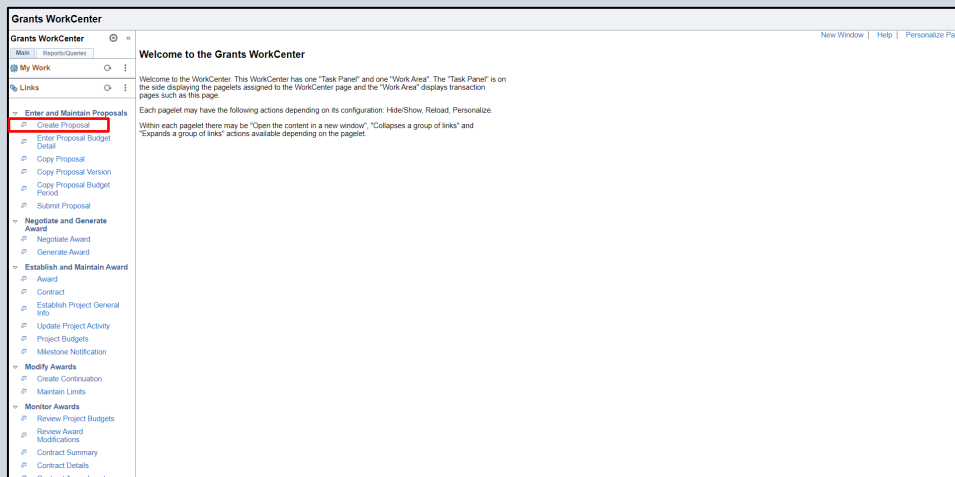 Grants WorkCenter
Grants WorkCenter
New Window | Help | Personalize Pa
Main Reports/Queries
My Work
Links
Welcome to the Grants WorkCenter
Welcome to the WorkCenter. This WorkCenter has one "Task Panel" and one "Work Area". The "Task Panel" is on
the side displaying the pagelets assigned to the WorkCenter page and the "Work Area" displays transaction
pages such as this page.
Each pagelet may have the following actions depending on its configuration: Hide/Show, Reload, Personalize.
Within each pagelet there may be "Open the content in a new window", "Collapses a group of links" and
"Expands a group of links" actions available depending on the pagelet.
Enter and Maintain Proposals
Create Proposal
Enter Proposal Budget
Detail
Copy Proposal
Copy Proposal Version
Copy Proposal Budget
Period
Submit Proposal
Negotiate and Generate
Award
Negotiate Award
Generate Award
Establish and Maintain Award
Award
Contract
Establish Project General
Info
Update Project Activity
Project Budgets
Milestone Notification
Modify Awards
Create Continuation
Maintain Limits
Monitor Awards
Review Project Budgets
Review Award
Modifications
Contract Summary
Contract Details